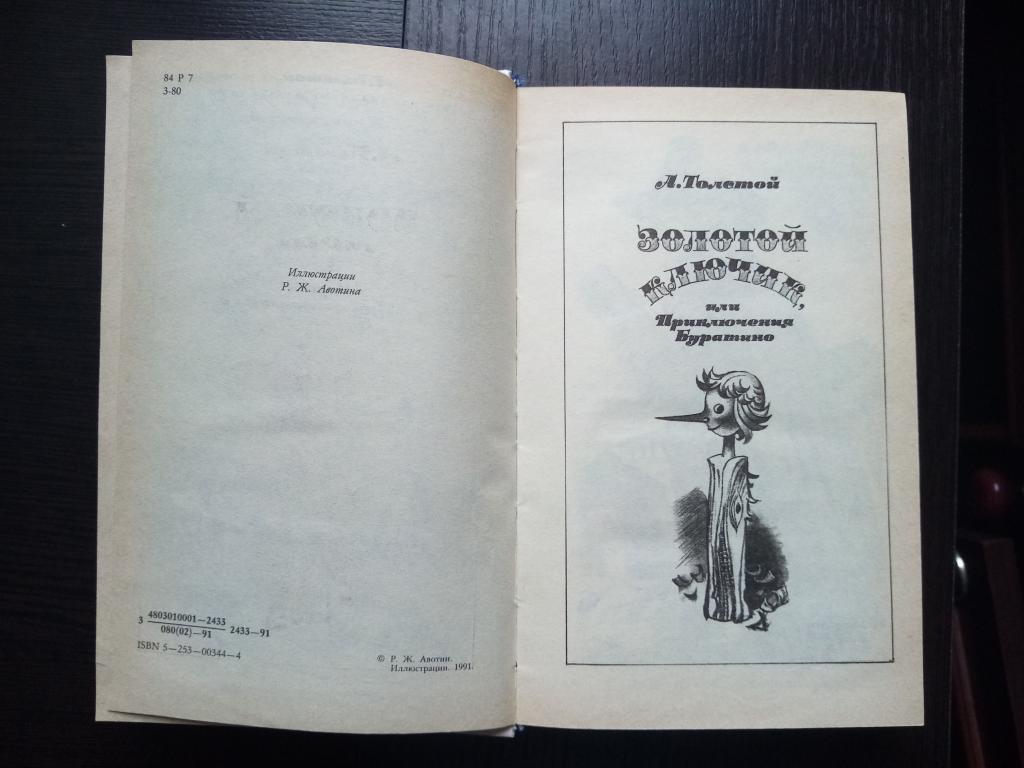 84 Р 7
З-80
Иллюстрации
Р. Ж. Авотина
З 4803010001—2433
080(02)—91
2433—91
ISBN 5—253—00344—4
© Р. Ж. Авотин.
Иллюстрации. 1991.
А. Толстой
ЗОЛОТОЙ
КЛЮЧИК,
или
Приключения
Буратино